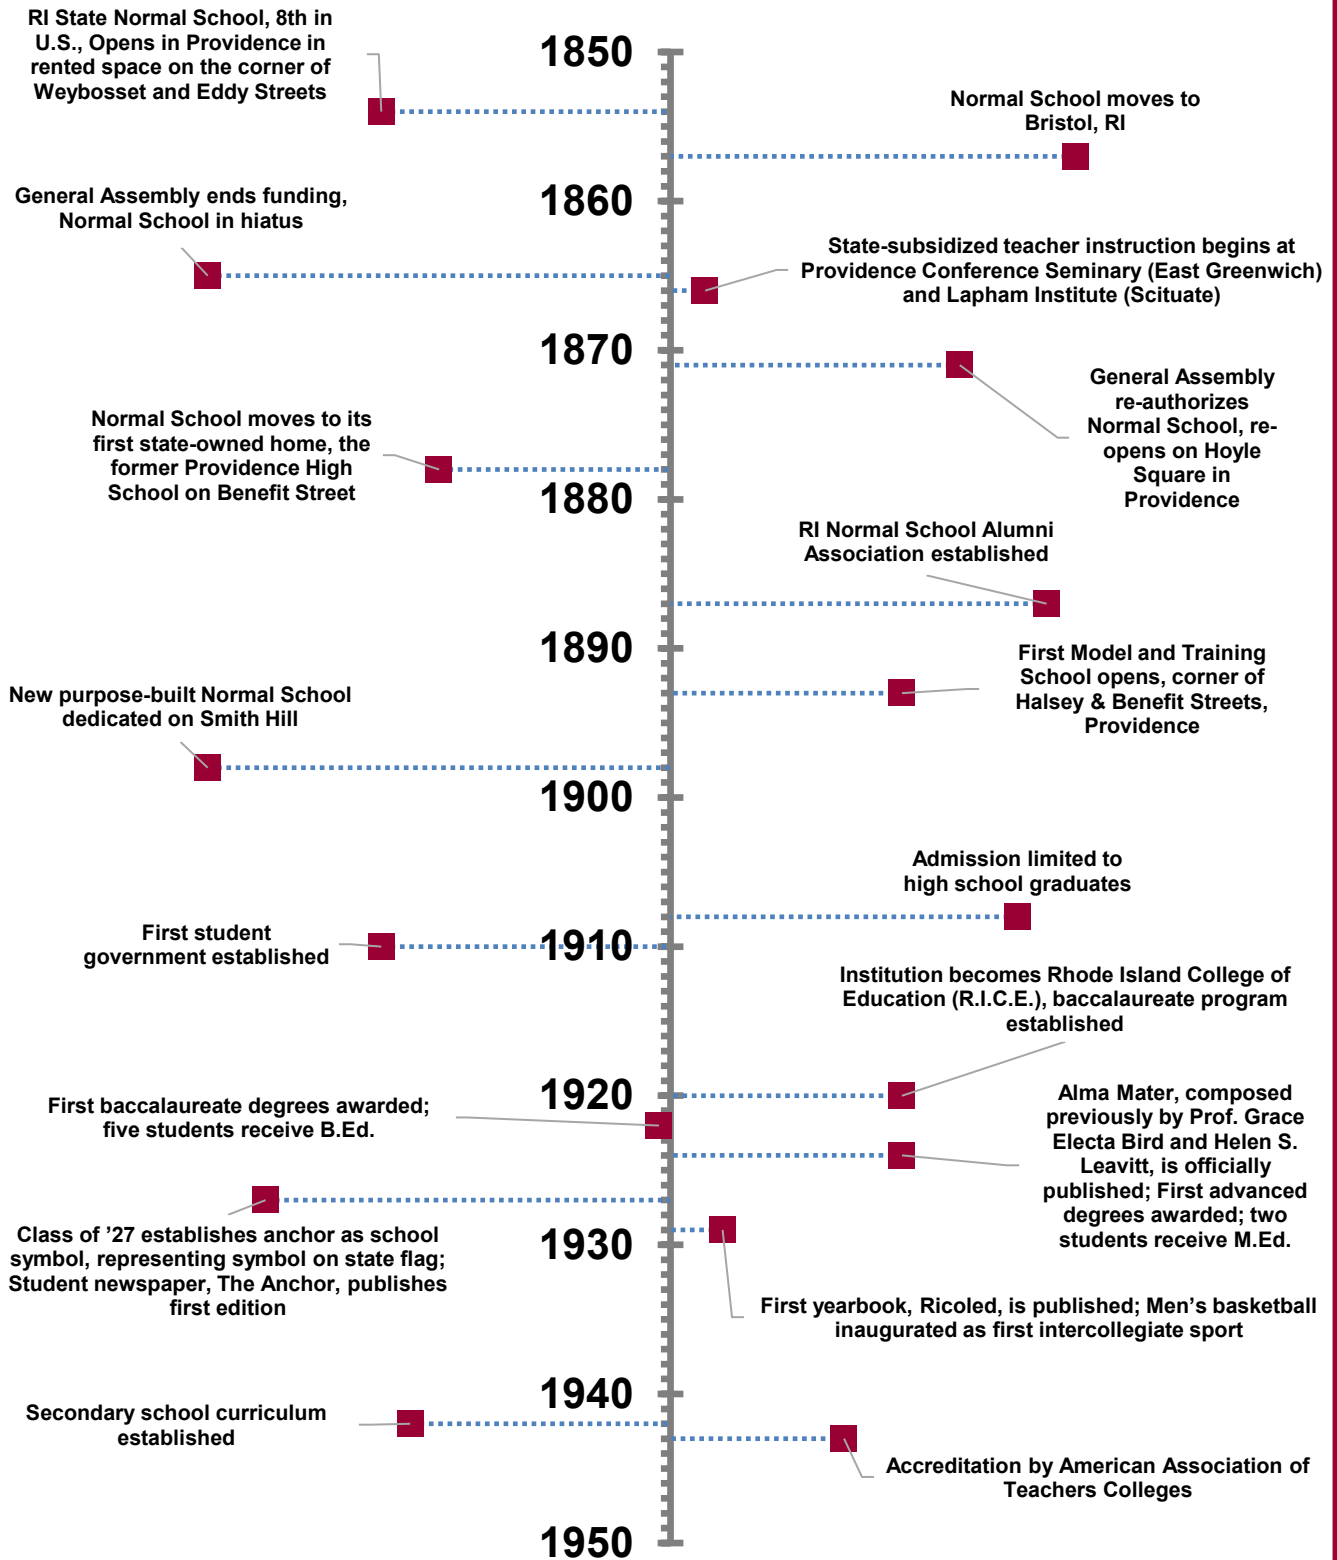 RI State Normal School, 8th in
U.S., Opens in Providence in
rented space on the corner of
Weybosset and Eddy Streets
1850
Normal School moves to
Bristol, RI
General Assembly ends funding,
Normal School in hiatus
1860
State-subsidized teacher instruction begins at
Providence Conference Seminary (East Greenwich)
and Lapham Institute (Scituate)
1870
General Assembly
re-authorizes
Normal School, re-
opens on Hoyle
Square in
Providence
Normal School moves to its
first state-owned home, the
former Providence High
School on Benefit Street
1880
RI Normal School Alumni
Association established
1890
First Model and Training
School opens, corner of
Halsey & Benefit Streets,
Providence
New purpose-built Normal School
dedicated on Smith Hill
1900
Admission limited to
high school graduates
First student
government established
1910
Institution becomes Rhode Island College of
Education (R.I.C.E.), baccalaureate program
established
1920
First baccalaureate degrees awarded;
five students receive B.Ed.
Alma Mater, composed
previously by Prof. Grace
Electa Bird and Helen S.
Leavitt, is officially
published; First advanced
degrees awarded; two
students receive M.Ed.
Class of ’27 establishes anchor as school
symbol, representing symbol on state flag;
Student newspaper, The Anchor, publishes
first edition
1930
First yearbook, Ricoled, is published; Men’s basketball
inaugurated as first intercollegiate sport
1940
Secondary school curriculum
established
Accreditation by American Association of
Teachers Colleges
1950